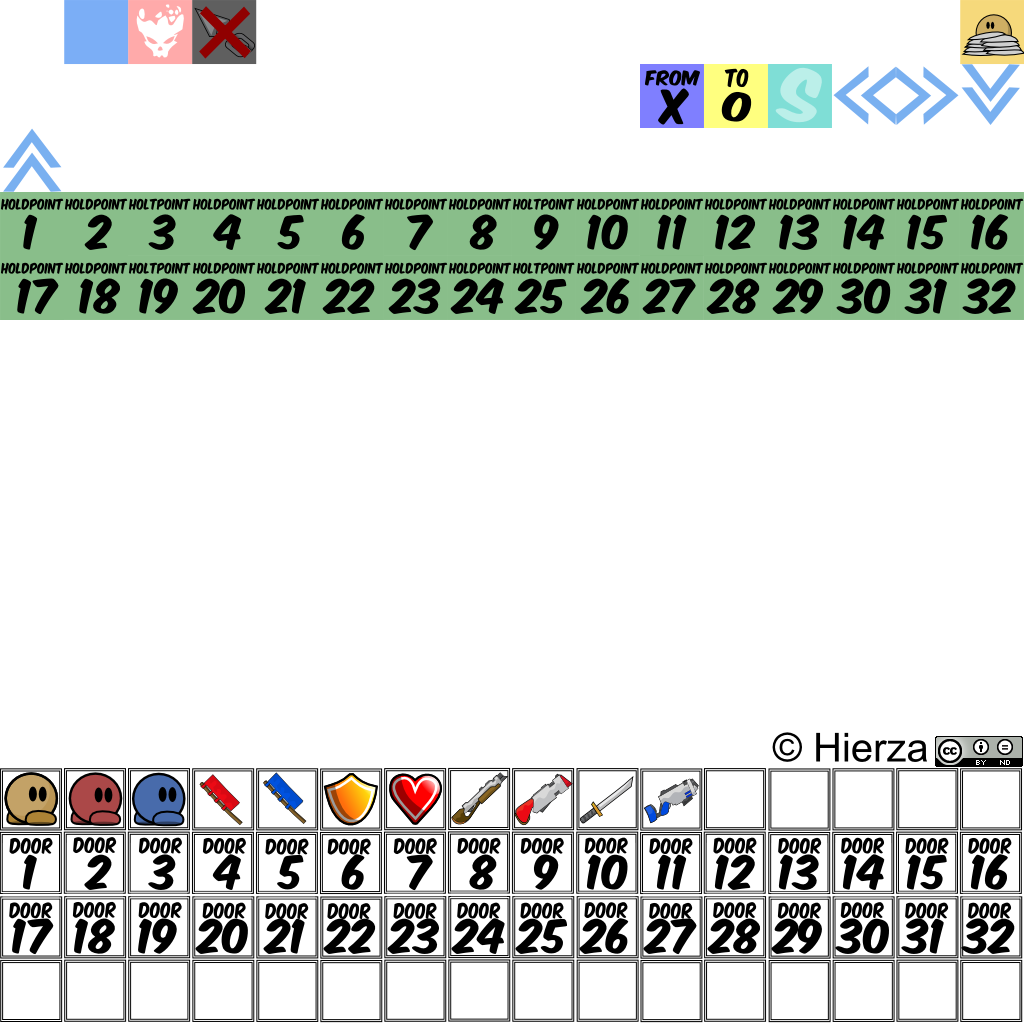 FROM TO
X O S
HOLDPOINT HOLDPOINT HOLTPOINT HOLDPOINT HOLDPOINT HOLDPOINT HOLDPOINT HOLDPOINT HOLTPOINT HOLDPOINT HOLDPOINT HOLDPOINT HOLDPOINT HOLDPOINT HOLDPOINT HOLDPOINT
1 2 3 4 5 6 7 8 9 10 11 12 13 14 15 16
HOLDPOINT HOLDPOINT HOLTPOINT HOLDPOINT HOLDPOINT HOLDPOINT HOLDPOINT HOLDPOINT HOLTPOINT HOLDPOINT HOLDPOINT HOLDPOINT HOLDPOINT HOLDPOINT HOLDPOINT HOLDPOINT
17 18 19 20 21 22 23 24 25 26 27 28 29 30 31 32
© Hierza cc
BY ND
DOOR DOOR DOOR DOOR DOOR DOOR DOOR DOOR DOOR DOOR DOOR DOOR DOOR DOOR DOOR DOOR
1 2 3 4 5 6 7 8 9 10 11 12 13 14 15 16
DOOR DOOR DOOR DOOR DOOR DOOR DOOR DOOR DOOR DOOR DOOR DOOR DOOR DOOR DOOR DOOR
17 18 19 20 21 22 23 24 25 26 27 28 29 30 31 32